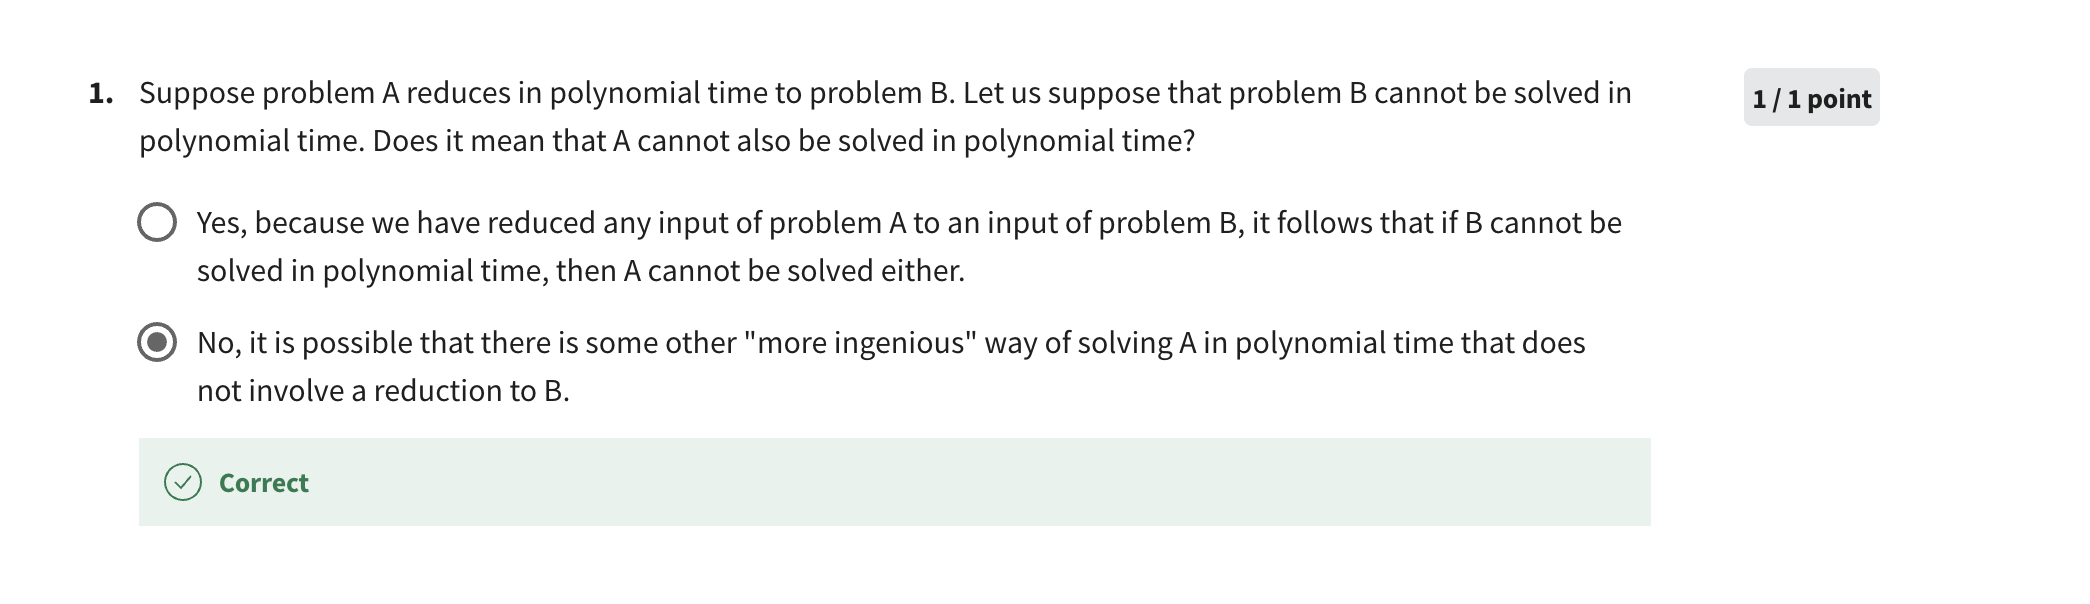 1. Suppose problem A reduces in polynomial time to problem B. Let us suppose that problem B cannot be solved in
polynomial time. Does it mean that A cannot also be solved in polynomial time?
1 / 1 point
Yes, because we have reduced any input of problem A to an input of problem B, it follows that if B cannot be
solved in polynomial time, then A cannot be solved either.
No, it is possible that there is some other "more ingenious" way of solving A in polynomial time that does
not involve a reduction to B.
Correct